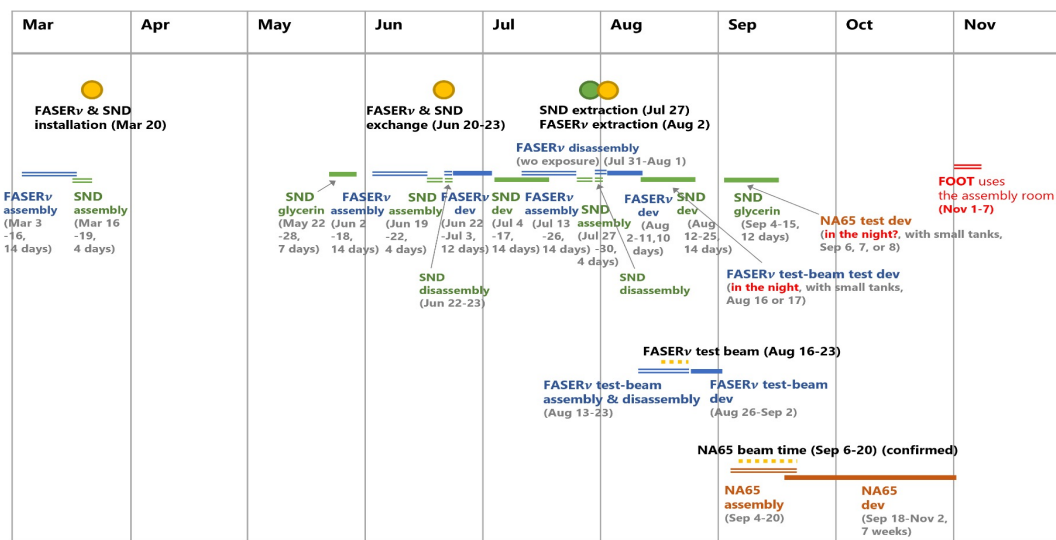 Mar Apr May Jun Jul Aug Sep Oct Nov
FASERν & SND
installation (Mar 20)
FASERν & SND
exchange (Jun 20-23)
SND extraction (Jul 27)
FASERν extraction (Aug 2)
FASERν disassembly
(wo exposure) (Jul 31-Aug 1)
FASERν
assembly
(Mar 3
-16,
14 days)
SND
assembly
(Mar 16
-19,
4 days)
SND
glycerin
(May 22
-28,
7 days)
FASERν
assembly
(Jun 2
-18,
14 days)
SND
assembly
(Jun 19
-22,
4 days)
FASERν
dev
(Jun 22
-Jul 3,
12 days)
SND
dev
(Jul 4
-17,
14 days)
FASERν
assembly
(Jul 13
-26,
14 days)
SND
assembly
(Jul 27
-30,
4 days)
FASERν
dev
(Aug
2-11,10
days)
SND
dev
(Aug
12-25,
14 days)
SND
glycerin
(Sep 4-15,
12 days)
FOOT uses
the assembly room
(Nov 1-7)
NA65 test dev
(in the night?, with small tanks,
Sep 6, 7, or 8)
SND
disassembly
(Jun 22-23)
SND
disassembly
FASERν test-beam test dev
(in the night, with small tanks,
Aug 16 or 17)
FASERν test beam (Aug 16-23)
FASERν test-beam
assembly & disassembly
(Aug 13-23)
FASERν test-beam
dev
(Aug 26-Sep 2)
NA65 beam time (Sep 6-20) (confirmed)
NA65
assembly
(Sep 4-20)
NA65
dev
(Sep 18-Nov 2,
7 weeks)